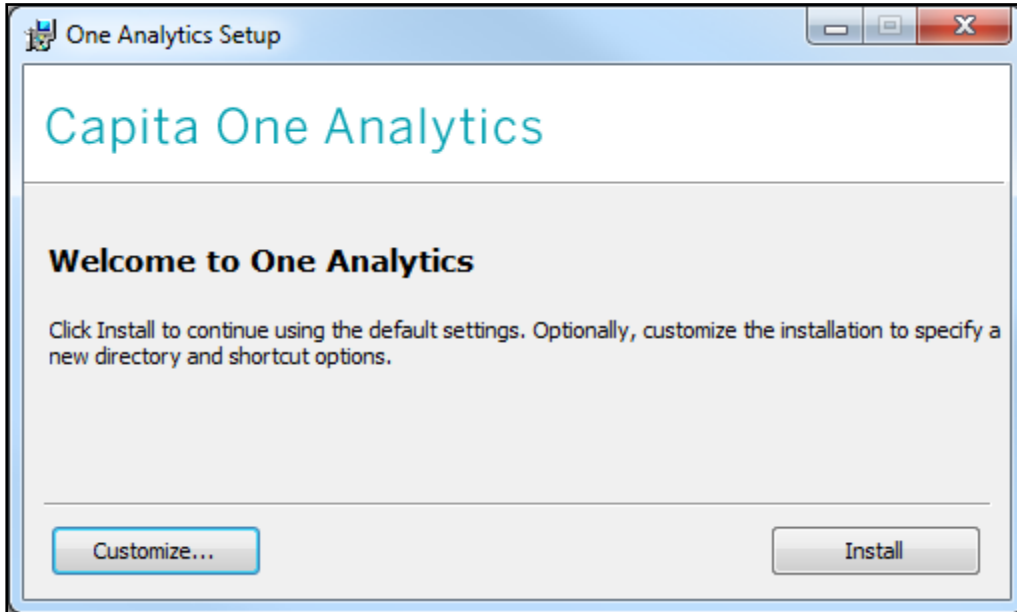 One Analytics Setup
Capita One Analytics
Welcome to One Analytics
Click Install to continue using the default settings. Optionally, customize the installation to specify a
new directory and shortcut options.
Customize...
Install